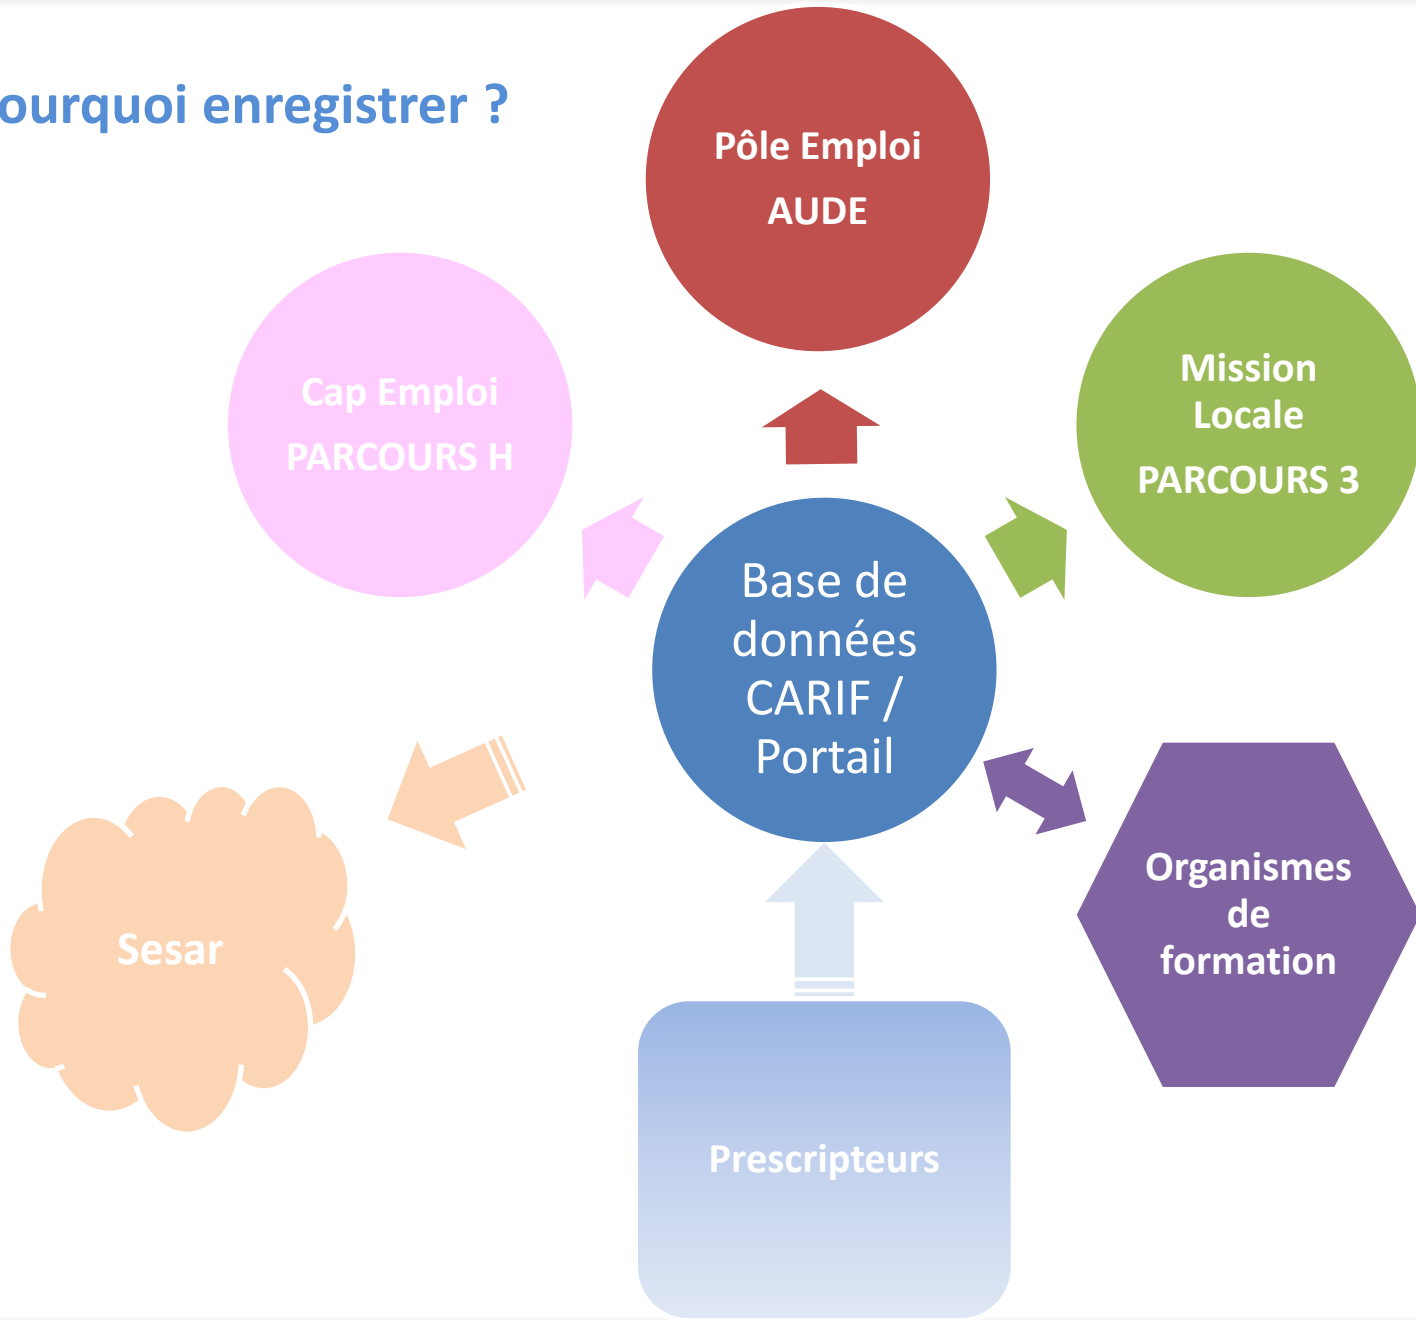 ourquoi enregistrer ?
Pôle Emploi
AUDE
Cap Emploi
PARCOURS H
Mission
Locale
PARCOURS 3
Base de
données
CARIF /
Portail
Organismes
de
formation
Sesar
Prescripteurs